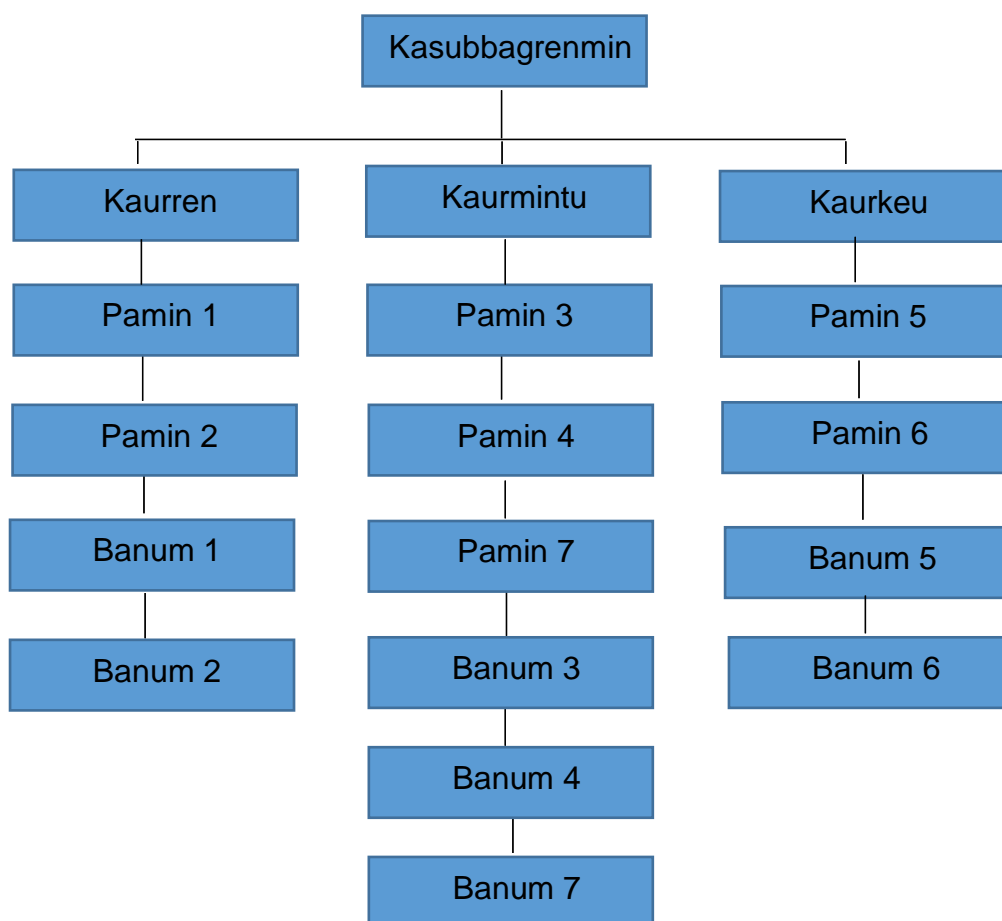 Kasubbagrenmin
Kaurren
Kaurmintu
Kaurkeu
Pamin 1
Pamin 3
Pamin 5
Pamin 2
Pamin 4
Pamin 6
Banum 1
Pamin 7
Banum 5
Banum 2
Banum 3
Banum 6
Banum 4
Banum 7